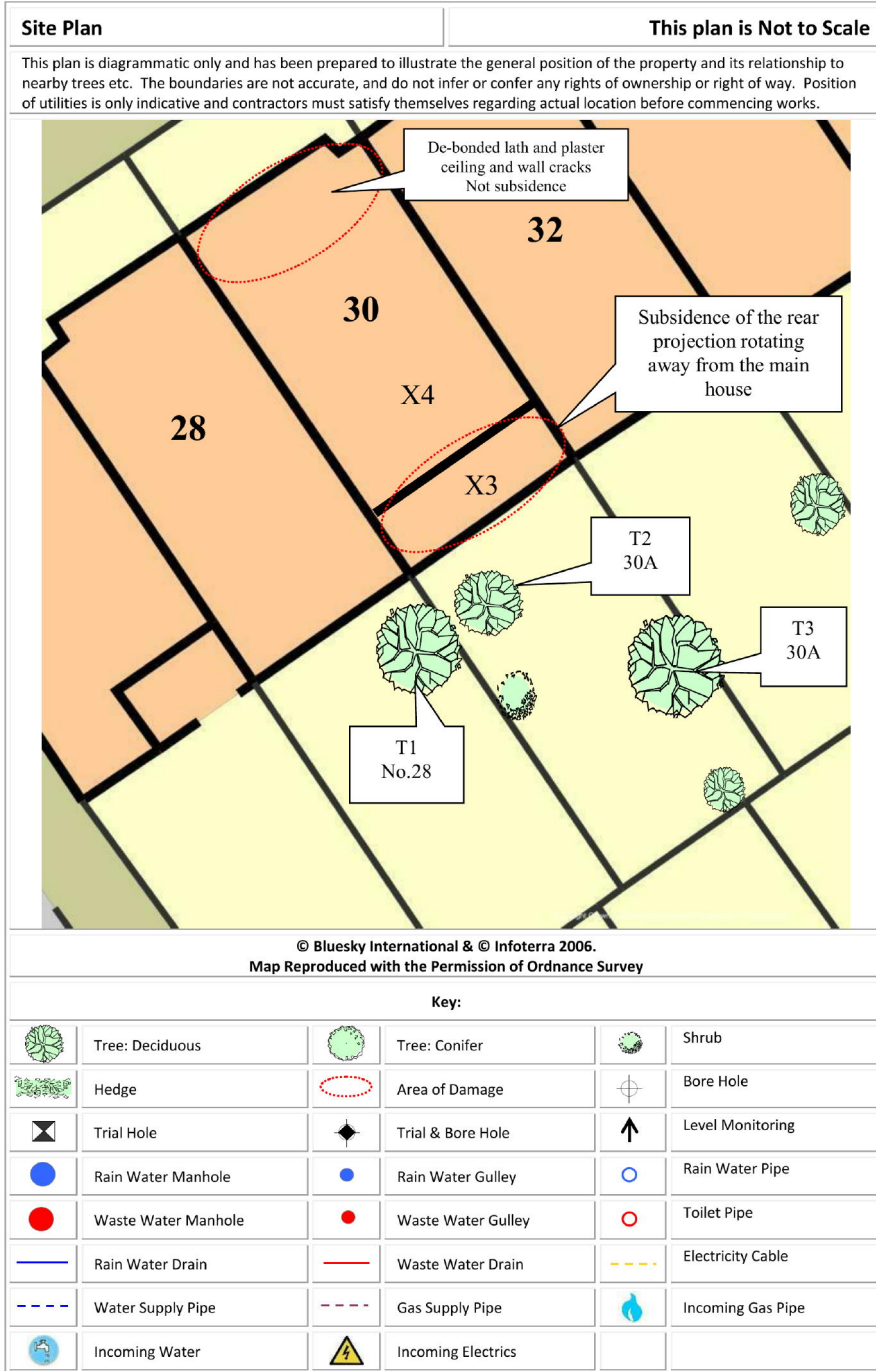 Site Plan
This plan is Not to Scale
This plan is diagrammatic only and has been prepared to illustrate the general position of the property and its relationship to
nearby trees etc. The boundaries are not accurate, and do not infer or confer any rights of ownership or right of way. Position
of utilities is only indicative and contractors must satisfy themselves regarding actual location before commencing works.
De-bonded lath and plaster
ceiling and wall cracks
Not subsidence
32
30
Subsidence of the rear
projection rotating
away from the main
house
X4
28
X3
T2
30A
T3
30A
T1
No.28
© Bluesky International & © Infoterra 2006.
Map Reproduced with the Permission of Ordnance Survey
Key:
Tree: Deciduous
Tree: Conifer
Shrub
Hedge
Area of Damage
Bore Hole
Trial Hole
Trial & Bore Hole
Level Monitoring
Rain Water Manhole
Rain Water Gulley
Rain Water Pipe
Waste Water Manhole
Waste Water Gulley
Toilet Pipe
Rain Water Drain
Waste Water Drain
Electricity Cable
Water Supply Pipe
Gas Supply Pipe
Incoming Gas Pipe
Incoming Water
Incoming Electrics